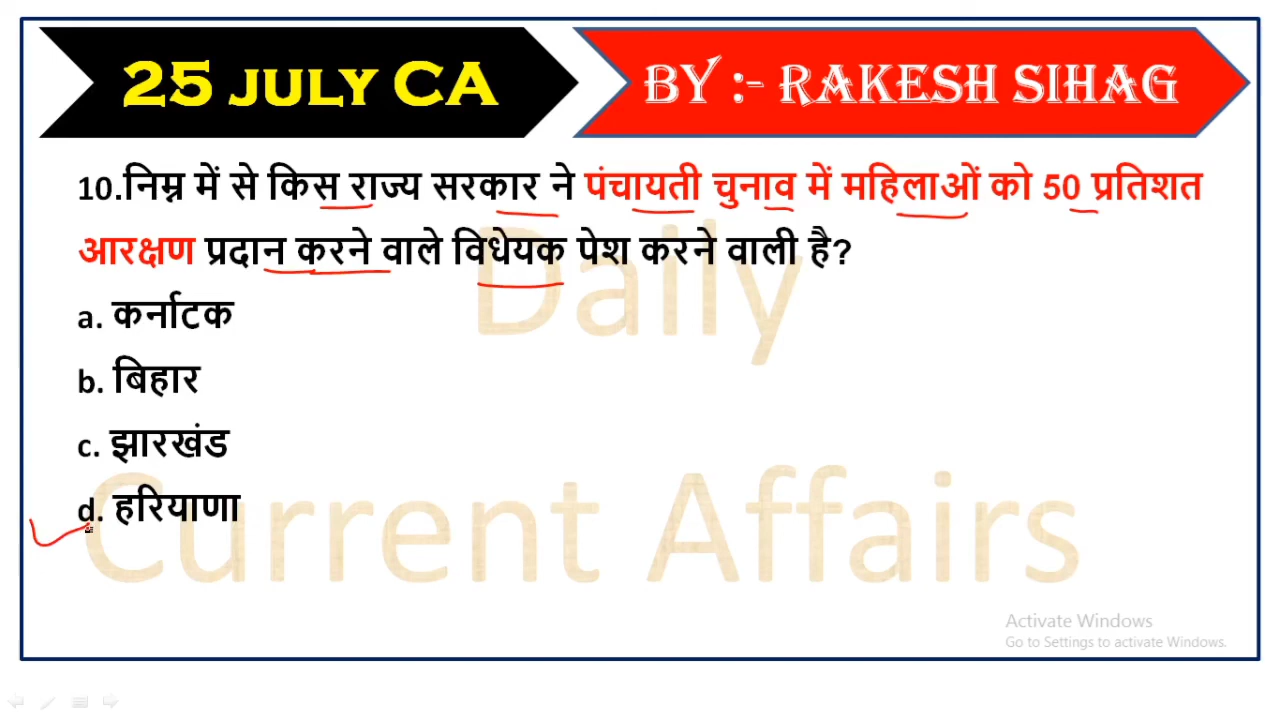 25 JULY CA
BY :- RAKESH SIHAG
10.निम्न में से किस राज्य सरकार ने पंचायती चुनाव में महिलाओं को 50 प्रतिशत
आरक्षण प्रदान करने वाले विधेयक पेश करने वाली है?
a. कर्नाटक
b. बिहार
c. झारखंड
d. हरियाणा
Daily
Current Affairs
Activate Windows
Go to Settings to activate Windows.